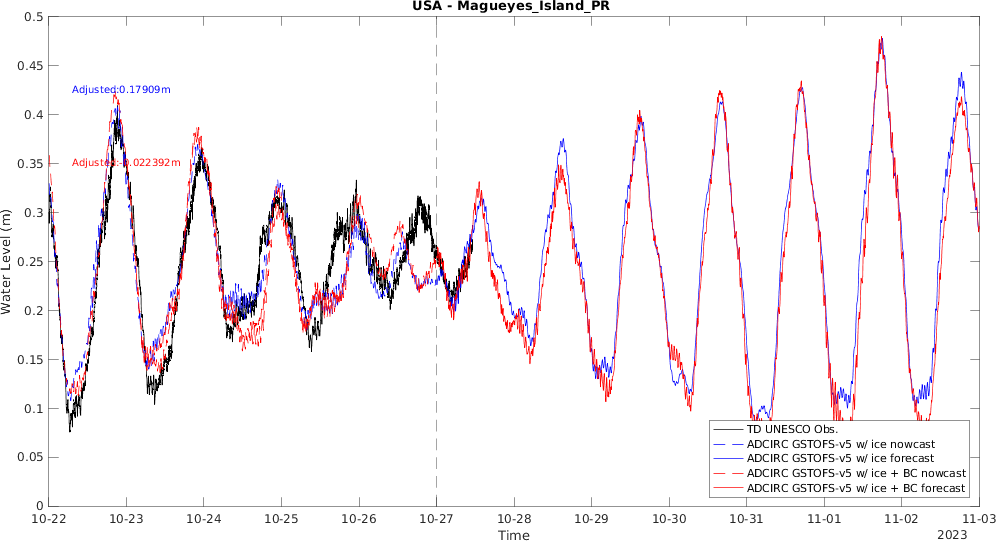 USA - Magueyes_Island_PR
Water Level (m)
0.5
0.45
0.4
0.35
0.3
0.25
0.2
0.15
0.1
0.05
0
Adjusted:0.17909m
Adjusted:-0.022392m
TD UNESCO Obs.
ADCIRC GSTOFS-v5 w/ ice nowcast
ADCIRC GSTOFS-v5 w/ ice forecast
ADCIRC GSTOFS-v5 w/ ice + BC nowcast
ADCIRC GSTOFS-v5 w/ ice + BC forecast
10-22 10-23 10-24 10-25 10-26 10-27 10-28 10-29 10-30 10-31 11-01 11-02 11-03
Time
2023